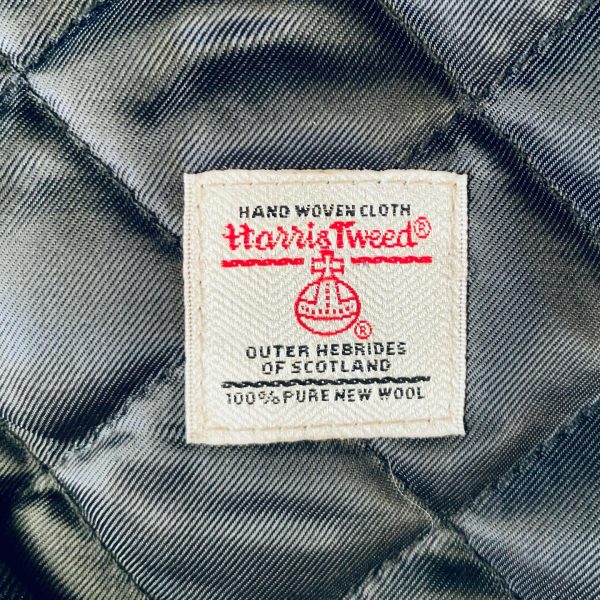 HAND WOVEN CLOTH
Harris Tweed®
®
OUTER HEBRIDES
OF SCOTLAND
100% PURE NEW WOOL